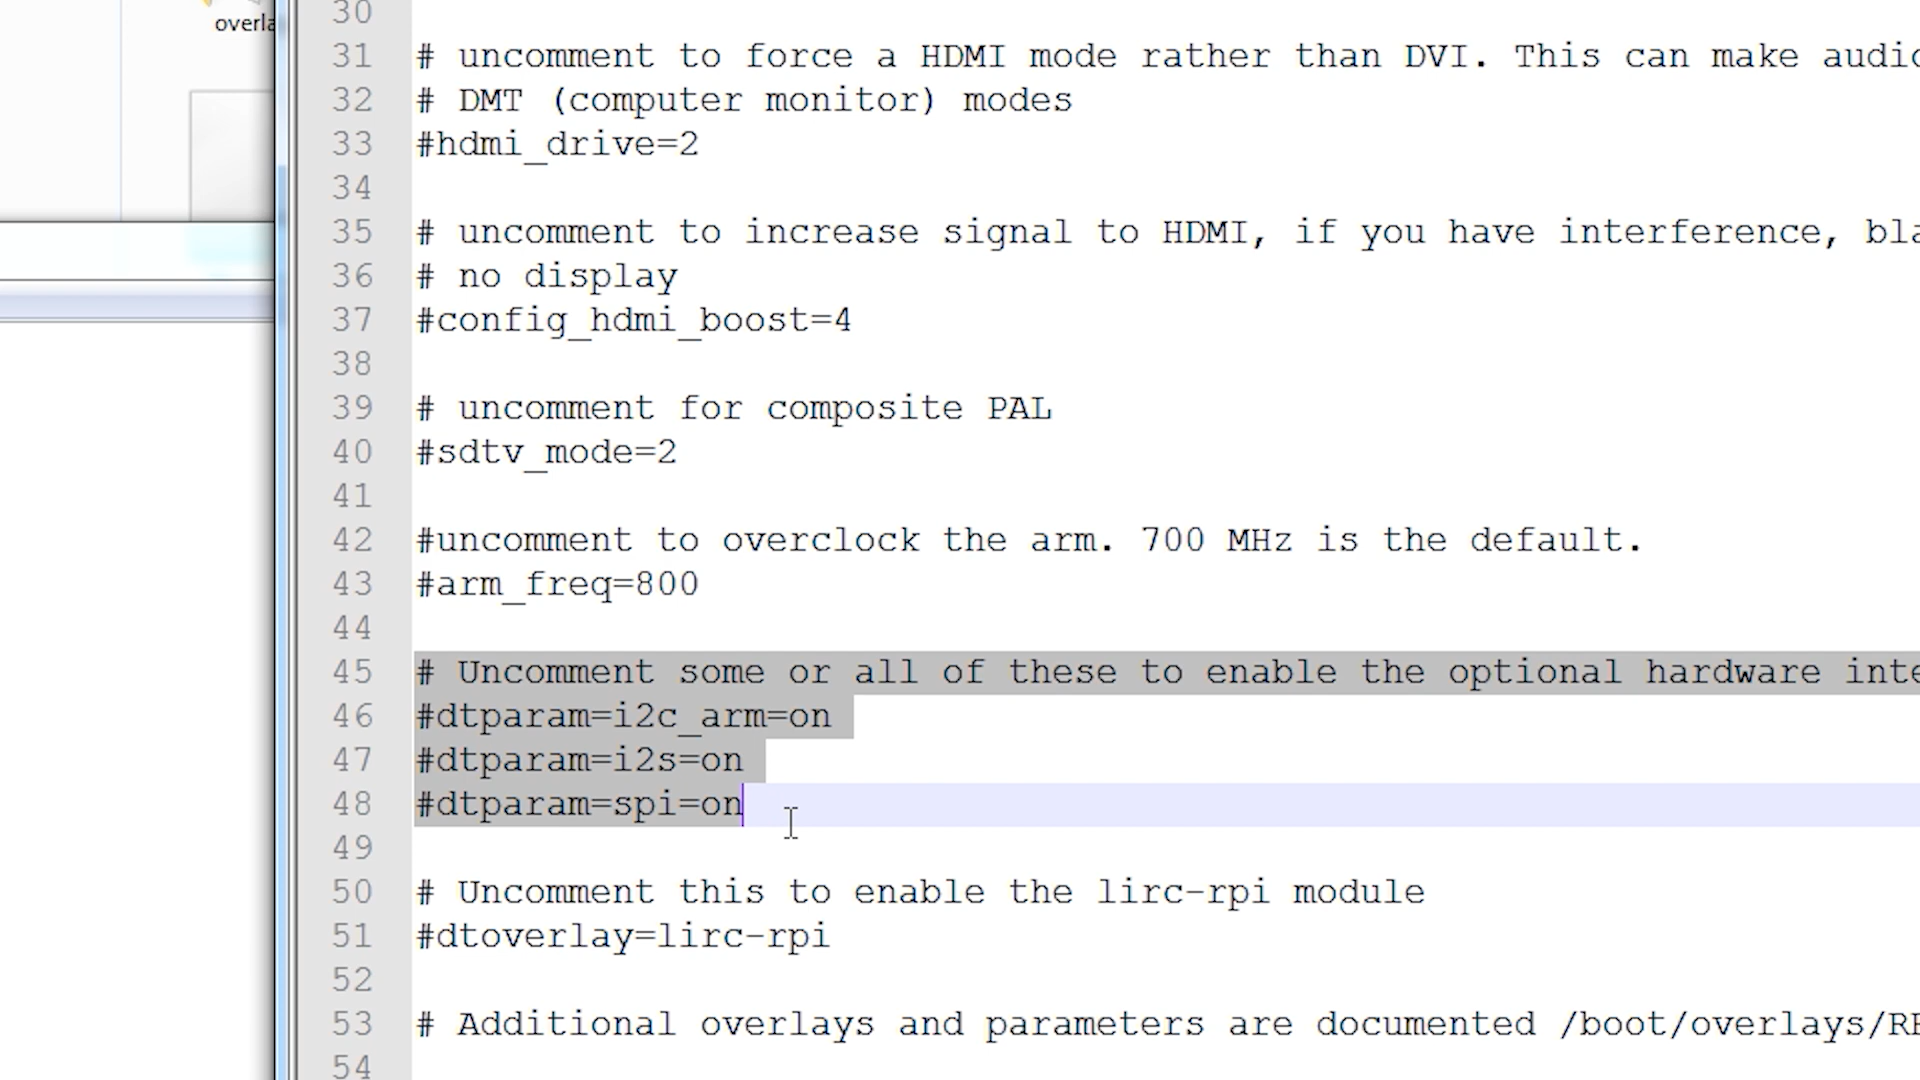 overla
30
31 # uncomment to force a HDMI mode rather than DVI. This can make audio
32 # DMT (computer monitor) modes
33 #hdmi_drive=2
34
35 # uncomment to increase signal to HDMI, if you have interference, bla
36 # no display
37 #config_hdmi_boost=4
38
39 # uncomment for composite PAL
40 #sdtv_mode=2
41
42 #uncomment to overclock the arm. 700 MHz is the default.
43 #arm_freq=800
44
45 # Uncomment some or all of these to enable the optional hardware inte
46 #dtparam=i2c_arm=on
47 #dtparam=i2s=on
48 #dtparam=spi=on
49
50 # Uncomment this to enable the lirc-rpi module
51 #dtoverlay=lirc-rpi
52
53 # Additional overlays and parameters are documented /boot/overlays/RE
54